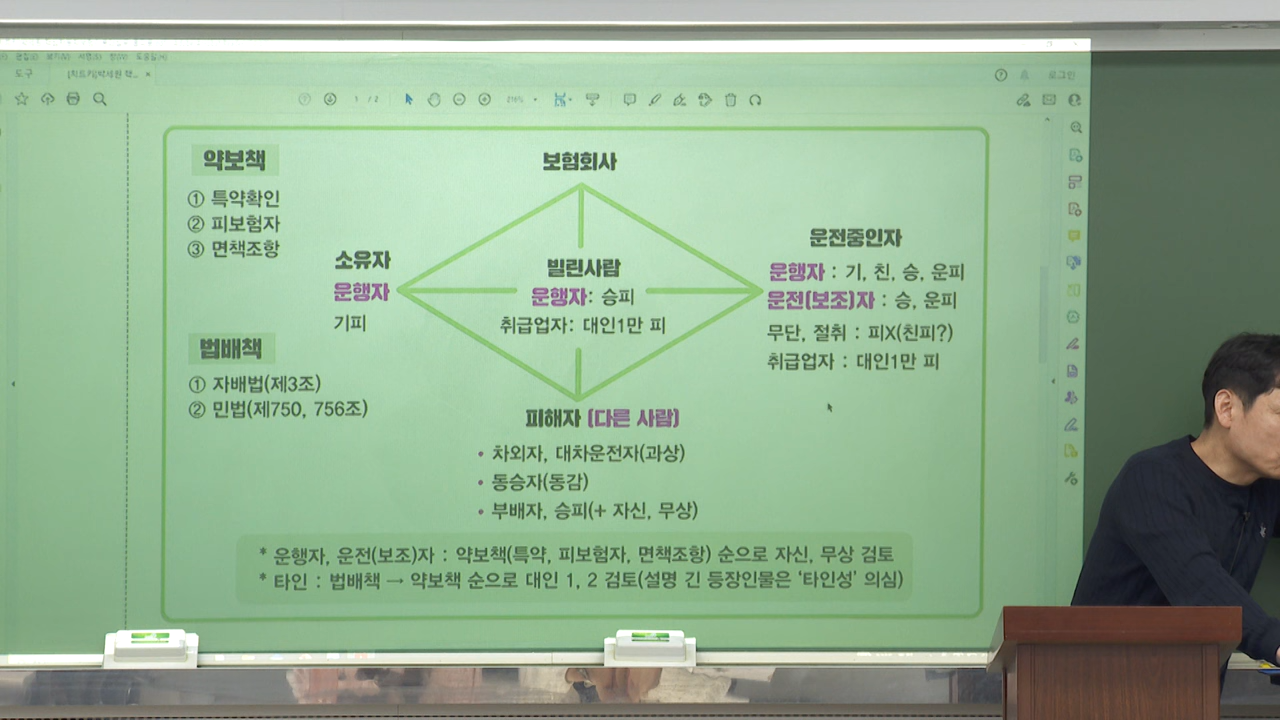 도구
1 / 2
로그인
약보책
① 특약확인
② 피보험자
③ 면책조항
보험회사
소유자
운행자
기피
빌린사람
운행자: 승피
취급업자: 대인1만 피
운전중인자
운행자 : 기, 친, 승, 운피
운전(보조)자 : 승, 운피
무단, 절취 : 피X(친피?)
취급업자 : 대인1만 피
법배책
① 자배법(제3조)
② 민법(제750, 756조)
피해자 (다른 사람)
• 차외자, 대차운전자(과상)
• 동승자(동감)
• 부배자, 승피(+ 자신, 무상)
* 운행자, 운전(보조)자 : 약보책(특약, 피보험자, 면책조항) 순으로 자신, 무상 검토
* 타인 : 법배책 → 약보책 순으로 대인 1, 2 검토(설명 긴 등장인물은 '타인성' 의심)